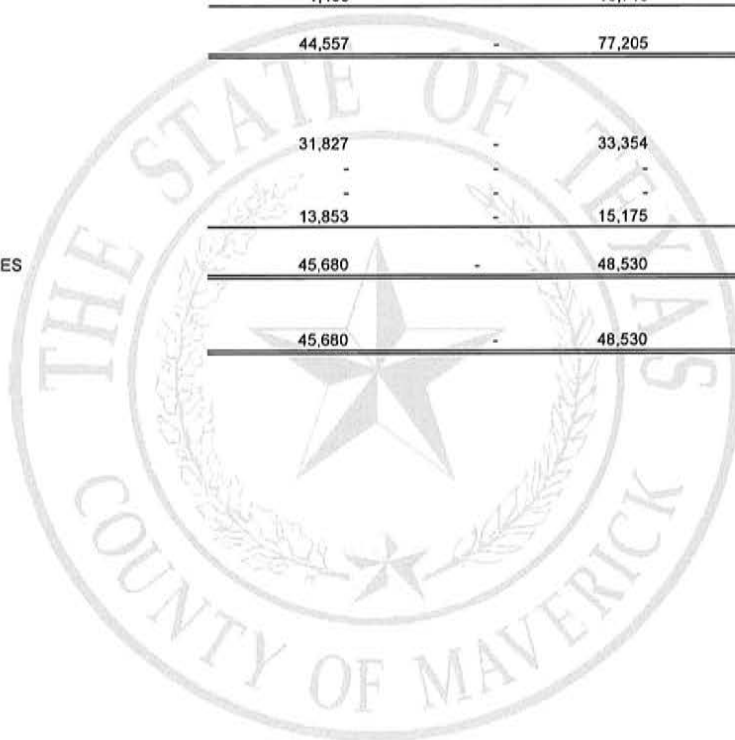 44,557 - 77,205
31,827 - 33,354
- - -
- - -
13,853 - 15,175
ES 45,680 - 48,530
45,680 - 48,530
THE STATE OF TEXAS
COUNTY OF MAVERICK